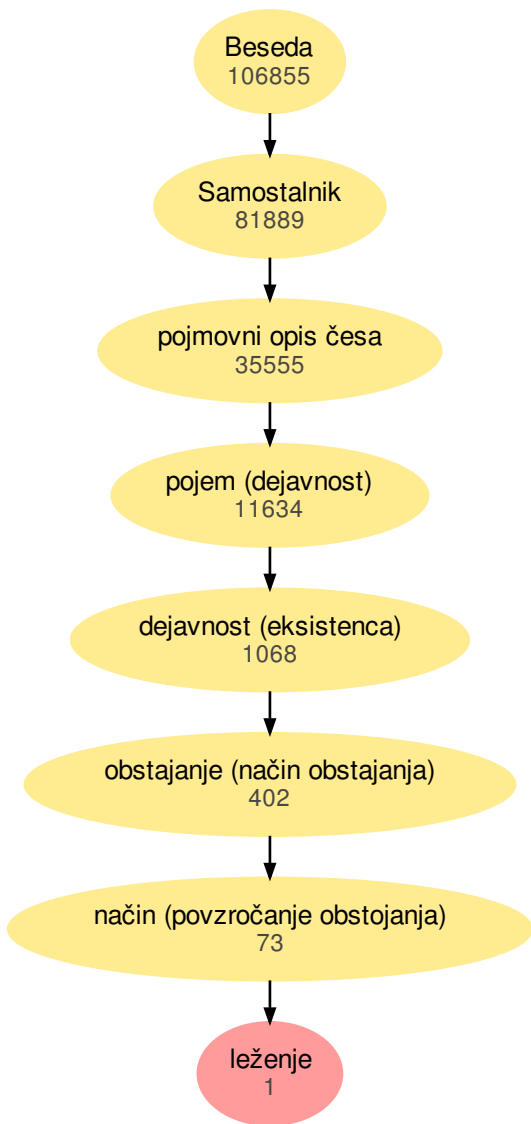 Beseda
106855
Samostalnik
81889
pojmovni opis česa
35555
pojem (dejavnost)
11634
dejavnost (eksistenca)
1068
obstajanje (način obstajanja)
402
način (povzročanje obstojanja)
73
leženje
1